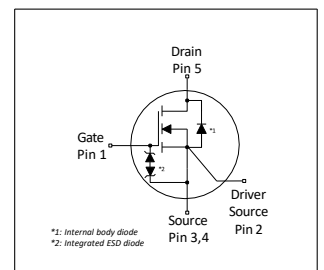 Drain
Pin 5
*1
Gate
Pin 1
*2
Driver
Source
Pin 2
Source
Pin 3,4
*1: Internal body diode
*2: Integrated ESD diode